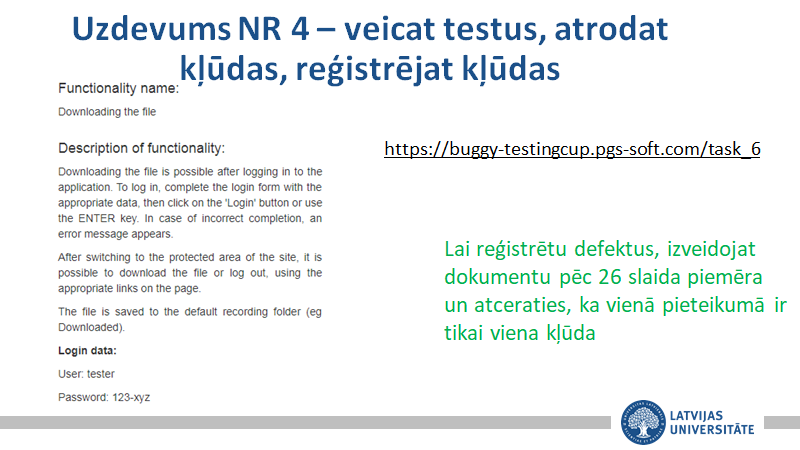 Uzdevums NR 4 – veicat testus, atrodat
kļūdas, reģistrējat kļūdas
Functionality name:
Downloading the file
Description of functionality:
Downloading the file is possible after logging in to the
application. To log in, complete the login form with the
appropriate data, then click on the 'Login' button or use
the ENTER key. In case of incorrect completion, an
error message appears.
After switching to the protected area of the site, it is
possible to download the file or log out, using the
appropriate links on the page.
The file is saved to the default recording folder (eg
Downloaded).
Login data:
User: tester
Password: 123-xyz
https://buggy-testingcup.pgs-soft.com/task_6
Lai reģistrētu defektus, izveidojat
dokumentu pēc 26 slaida piemēra
un atceraties, ka vienā pieteikumā ir
tikai viena kļūda
LATVIJAS
UNIVERSITĀTE